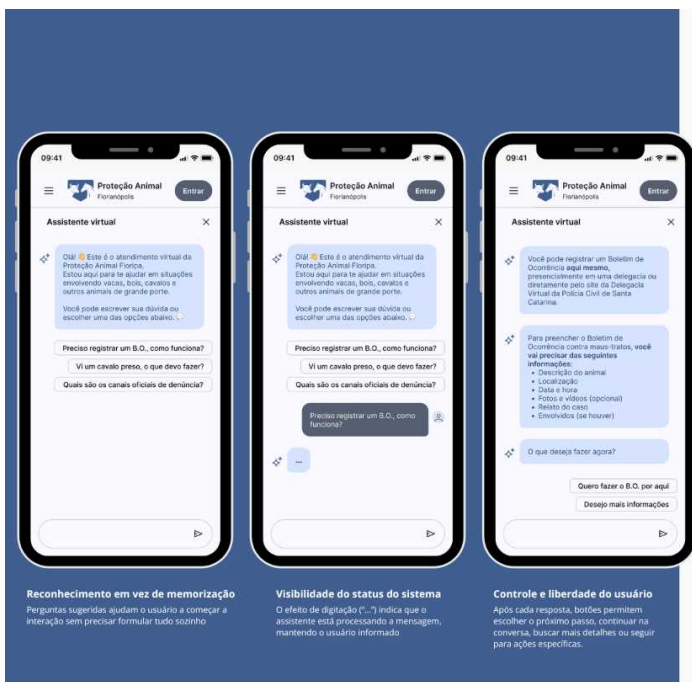 09:41
Proteção Animal
Florianópolis
Entrar
Assistente virtual
Olá! 👋 Este é o atendimento virtual da
Proteção Animal Floripa.
Estou aqui para te ajudar em situações
envolvendo vacas, bois, cavalos e
outros animais de grande porte.
Você pode escrever sua dúvida ou
escolher uma das opções abaixo. 💬
Preciso registrar um B.O., como funciona?
Vi um cavalo preso, o que devo fazer?
Quais são os canais oficiais de denúncia?
Reconhecimento em vez de memorização
Perguntas sugeridas ajudam o usuário a começar a
interação sem precisar formular tudo sozinho
09:41
Proteção Animal
Florianópolis
Entrar
Assistente virtual
Olá! 👋 Este é o atendimento virtual da
Proteção Animal Floripa.
Estou aqui para te ajudar em situações
envolvendo vacas, bois, cavalos e
outros animais de grande porte.
Você pode escrever sua dúvida ou
escolher uma das opções abaixo. 💬
Preciso registrar um B.O., como funciona?
Vi um cavalo preso, o que devo fazer?
Quais são os canais oficiais de denúncia?
Preciso registrar um B.O., como
funciona?
...
Visibilidade do status do sistema
O efeito de digitação ("...") indica que o
assistente está processando a mensagem,
mantendo o usuário informado
09:41
Proteção Animal
Florianópolis
Entrar
Assistente virtual
Você pode registrar um Boletim de
Ocorrência aqui mesmo,
presencialmente em uma delegacia ou
diretamente pelo site da Delegacia
Virtual da Polícia Civil de Santa
Catarina.
Para preencher o Boletim de
Ocorrência contra maus-tratos, você
vai precisar das seguintes
informações:
• Descrição do animal
• Localização
• Data e hora
• Fotos e vídeos (opcional)
• Relato do caso
• Envolvidos (se houver)
O que deseja fazer agora?
Quero fazer o B.O. por aqui
Desejo mais informações
Controle e liberdade do usuário
Após cada resposta, botões permitem
escolher o próximo passo, continuar na
conversa, buscar mais detalhes ou seguir
para ações específicas.